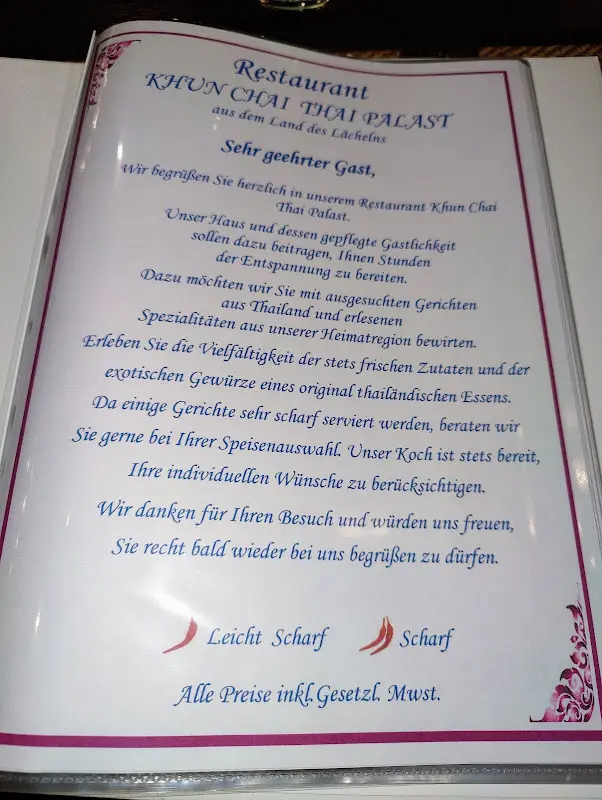 Restaurant
KHUN CHAI THAI PALAST
aus dem Land des Lächelns
Sehr geehrter Gast,
Wir begrüßen Sie herzlich in unserem Restaurant Khun Chai
Thai Palast.
Unser Haus und dessen gepflegte Gastlichkeit
sollen dazu beitragen, Ihnen Stunden
der Entspannung zu bereiten.
Dazu möchten wir Sie mit ausgesuchten Gerichten
aus Thailand und erlesenen
Spezialitäten aus unserer Heimatregion bewirten.
Erleben Sie die Vielfältigkeit der stets frischen Zutaten und der
exotischen Gewürze eines original thailändischen Essens.
Da einige Gerichte sehr scharf serviert werden, beraten wir
Sie gerne bei Ihrer Speisenauswahl. Unser Koch ist stets bereit,
Ihre individuellen Wünsche zu berücksichtigen.
Wir danken für Ihren Besuch und würden uns freuen,
Sie recht bald wieder bei uns begrüßen zu dürfen.
Leicht Scharf Scharf
Alle Preise inkl. Gesetzl. Mwst.